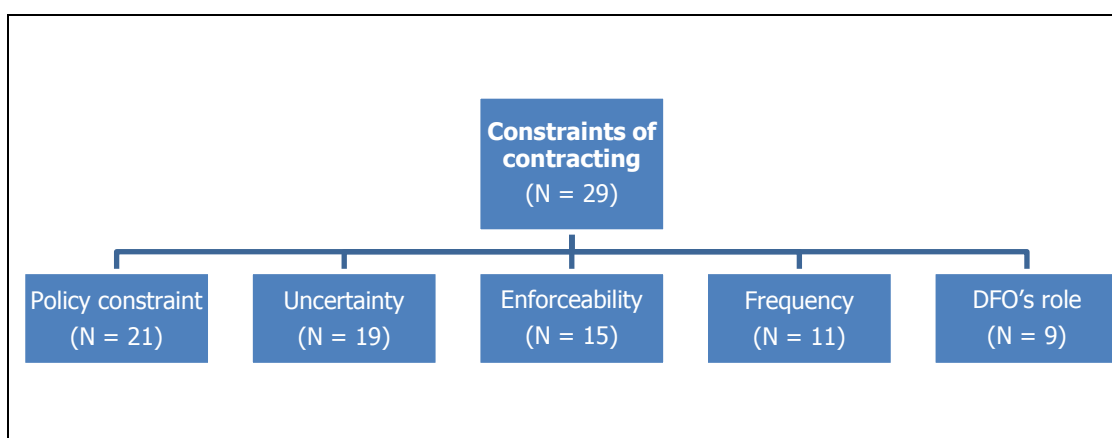 Constraints of
contracting
(N = 29)
Policy constraint
(N = 21)
Uncertainty
(N = 19)
Enforceability
(N = 15)
Frequency
(N = 11)
DFO’s role
(N = 9)